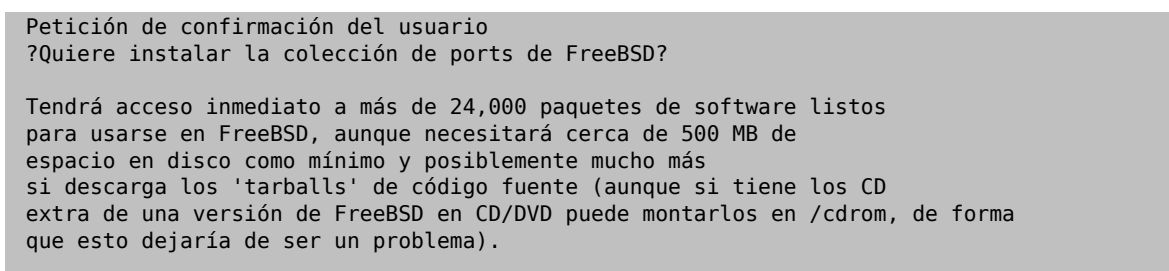 Petición de confirmación del usuario
?Quiere instalar la colección de ports de FreeBSD?
Tendrá acceso inmediato a más de 24,000 paquetes de software listos
para usarse en FreeBSD, aunque necesitará cerca de 500 MB de
espacio en disco como mínimo y posiblemente mucho más
si descarga los 'tarballs' de código fuente (aunque si tiene los CD
extra de una versión de FreeBSD en CD/DVD puede montarlos en /cdrom, de forma
que esto dejaría de ser un problema).